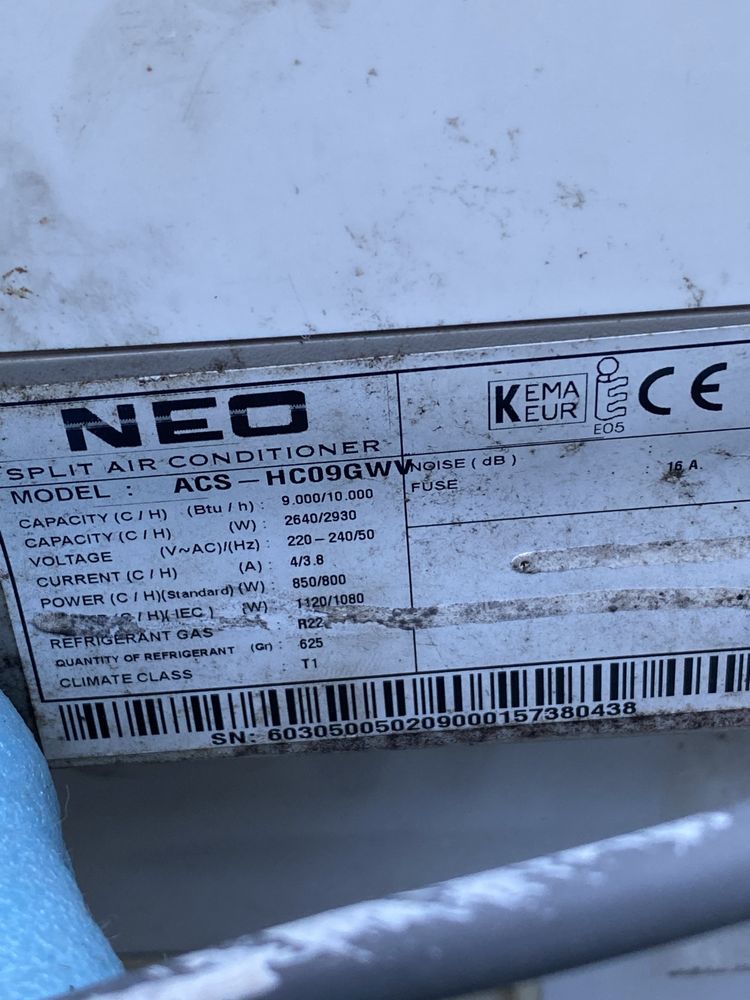 NEO
KEMA
KEUR
E05
CE
SPLIT AIR CONDITIONER
MODEL : ACS – HC09GWV
NOISE ( dB )
FUSE 16 A.
CAPACITY (C / H) (Btu / h) : 9.000/10.000
CAPACITY (C / H) (W) : 2640/2930
VOLTAGE (V~AC)/(Hz) : 220 – 240/50
CURRENT (C / H) (A) : 4/3.8
POWER (C / H)(Standard) (W) : 850/800
/ H)( IEC ) (W) : 1120/1080
REFRIGERANT GAS : R22
QUANTITY OF REFRIGERANT (Gr) : 625
CLIMATE CLASS : T1
SN: 603050050209000157380438